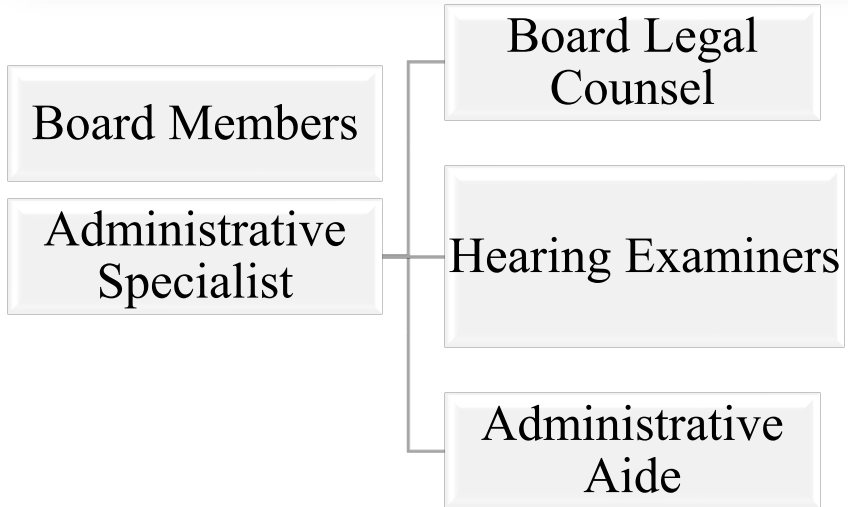 Board Members
Administrative
Specialist
Board Legal
Counsel
Hearing Examiners
Administrative
Aide